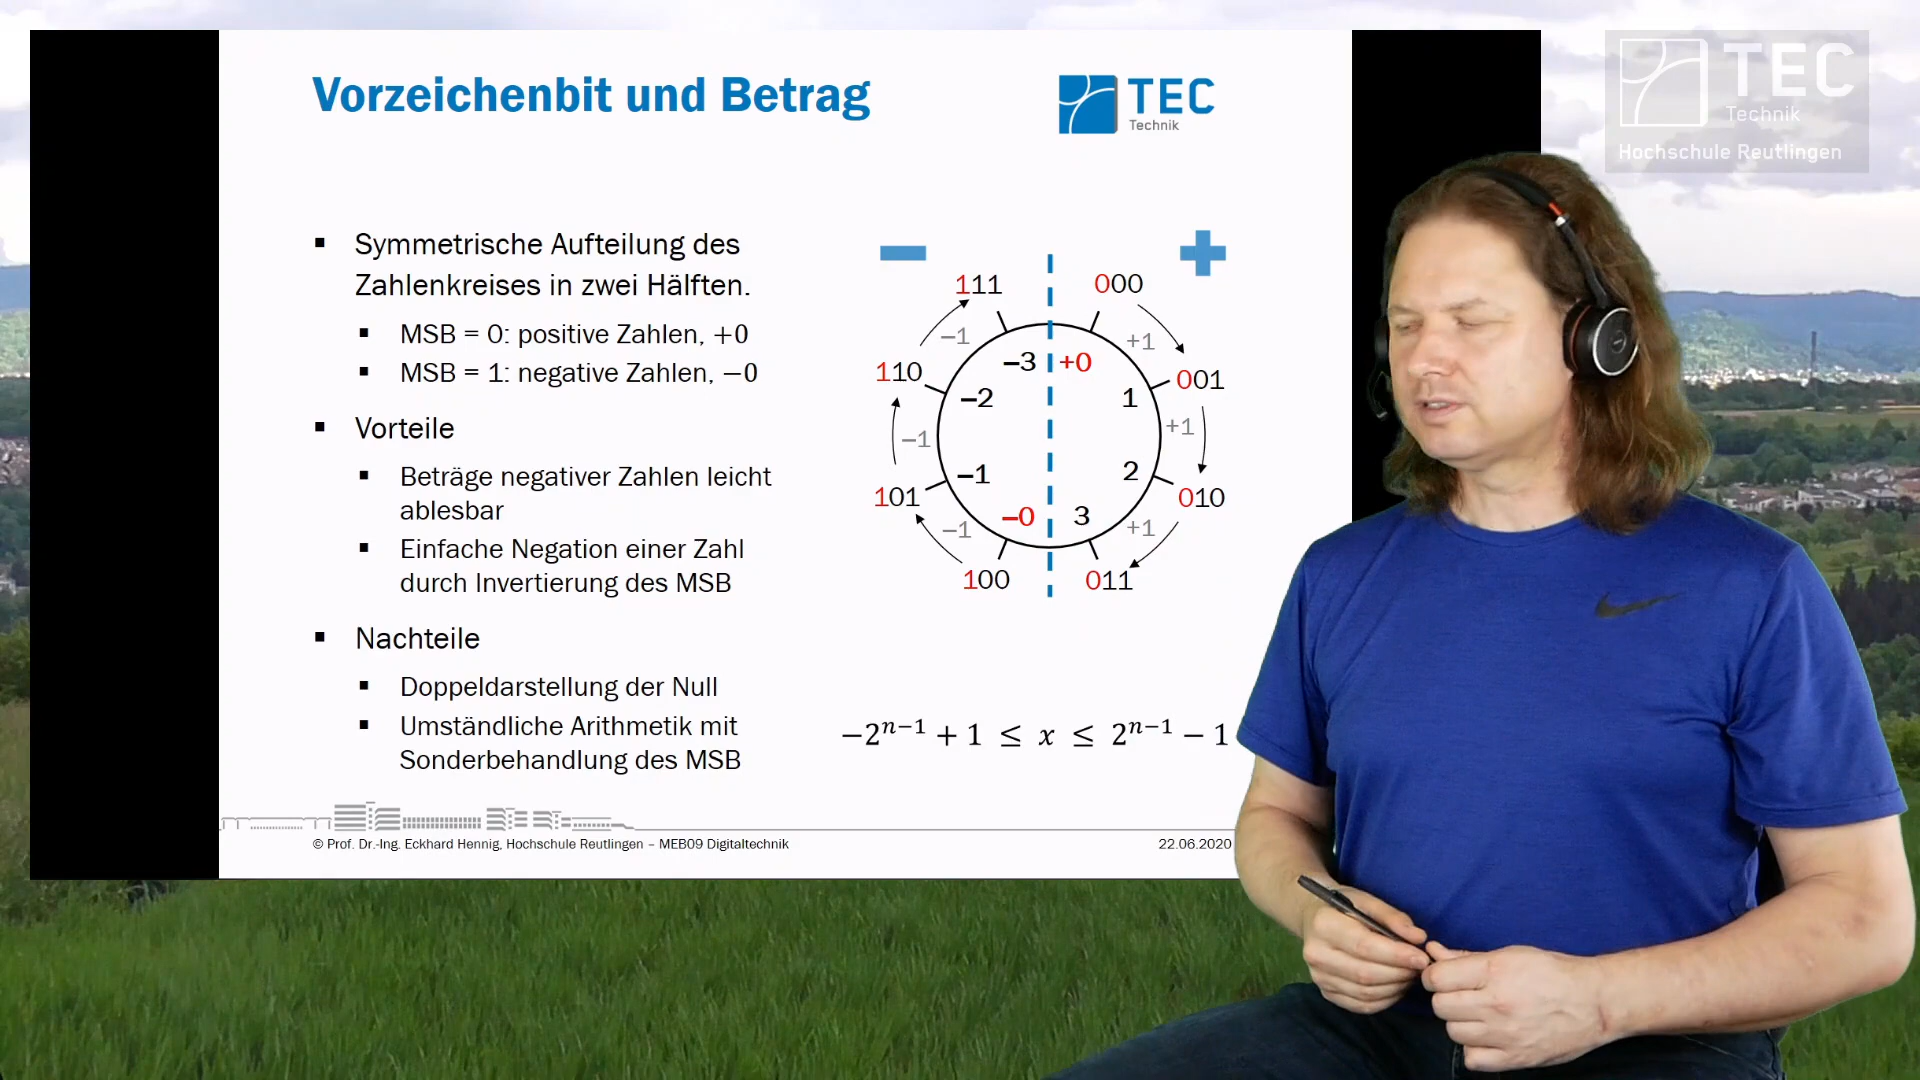 Vorzeichenbit und Betrag
TEC
Technik
TEC
Technik
Hochschule Reutlingen
▪ Symmetrische Aufteilung des
Zahlenkreises in zwei Hälften.
▪ MSB = 0: positive Zahlen, +0
▪ MSB = 1: negative Zahlen, −0
▪ Vorteile
▪ Beträge negativer Zahlen leicht
ablesbar
▪ Einfache Negation einer Zahl
durch Invertierung des MSB
▪ Nachteile
▪ Doppeldarstellung der Null
▪ Umständliche Arithmetik mit
Sonderbehandlung des MSB
− +
111 000
−1 +1
−3 +0
110 001
−2 1
−1 +1
−1 2
101 010
−0 3
−1 +1
100 011
−2ⁿ⁻¹ + 1 ≤ x ≤ 2ⁿ⁻¹ − 1
© Prof. Dr.-Ing. Eckhard Hennig, Hochschule Reutlingen – MEB09 Digitaltechnik
22.06.2020